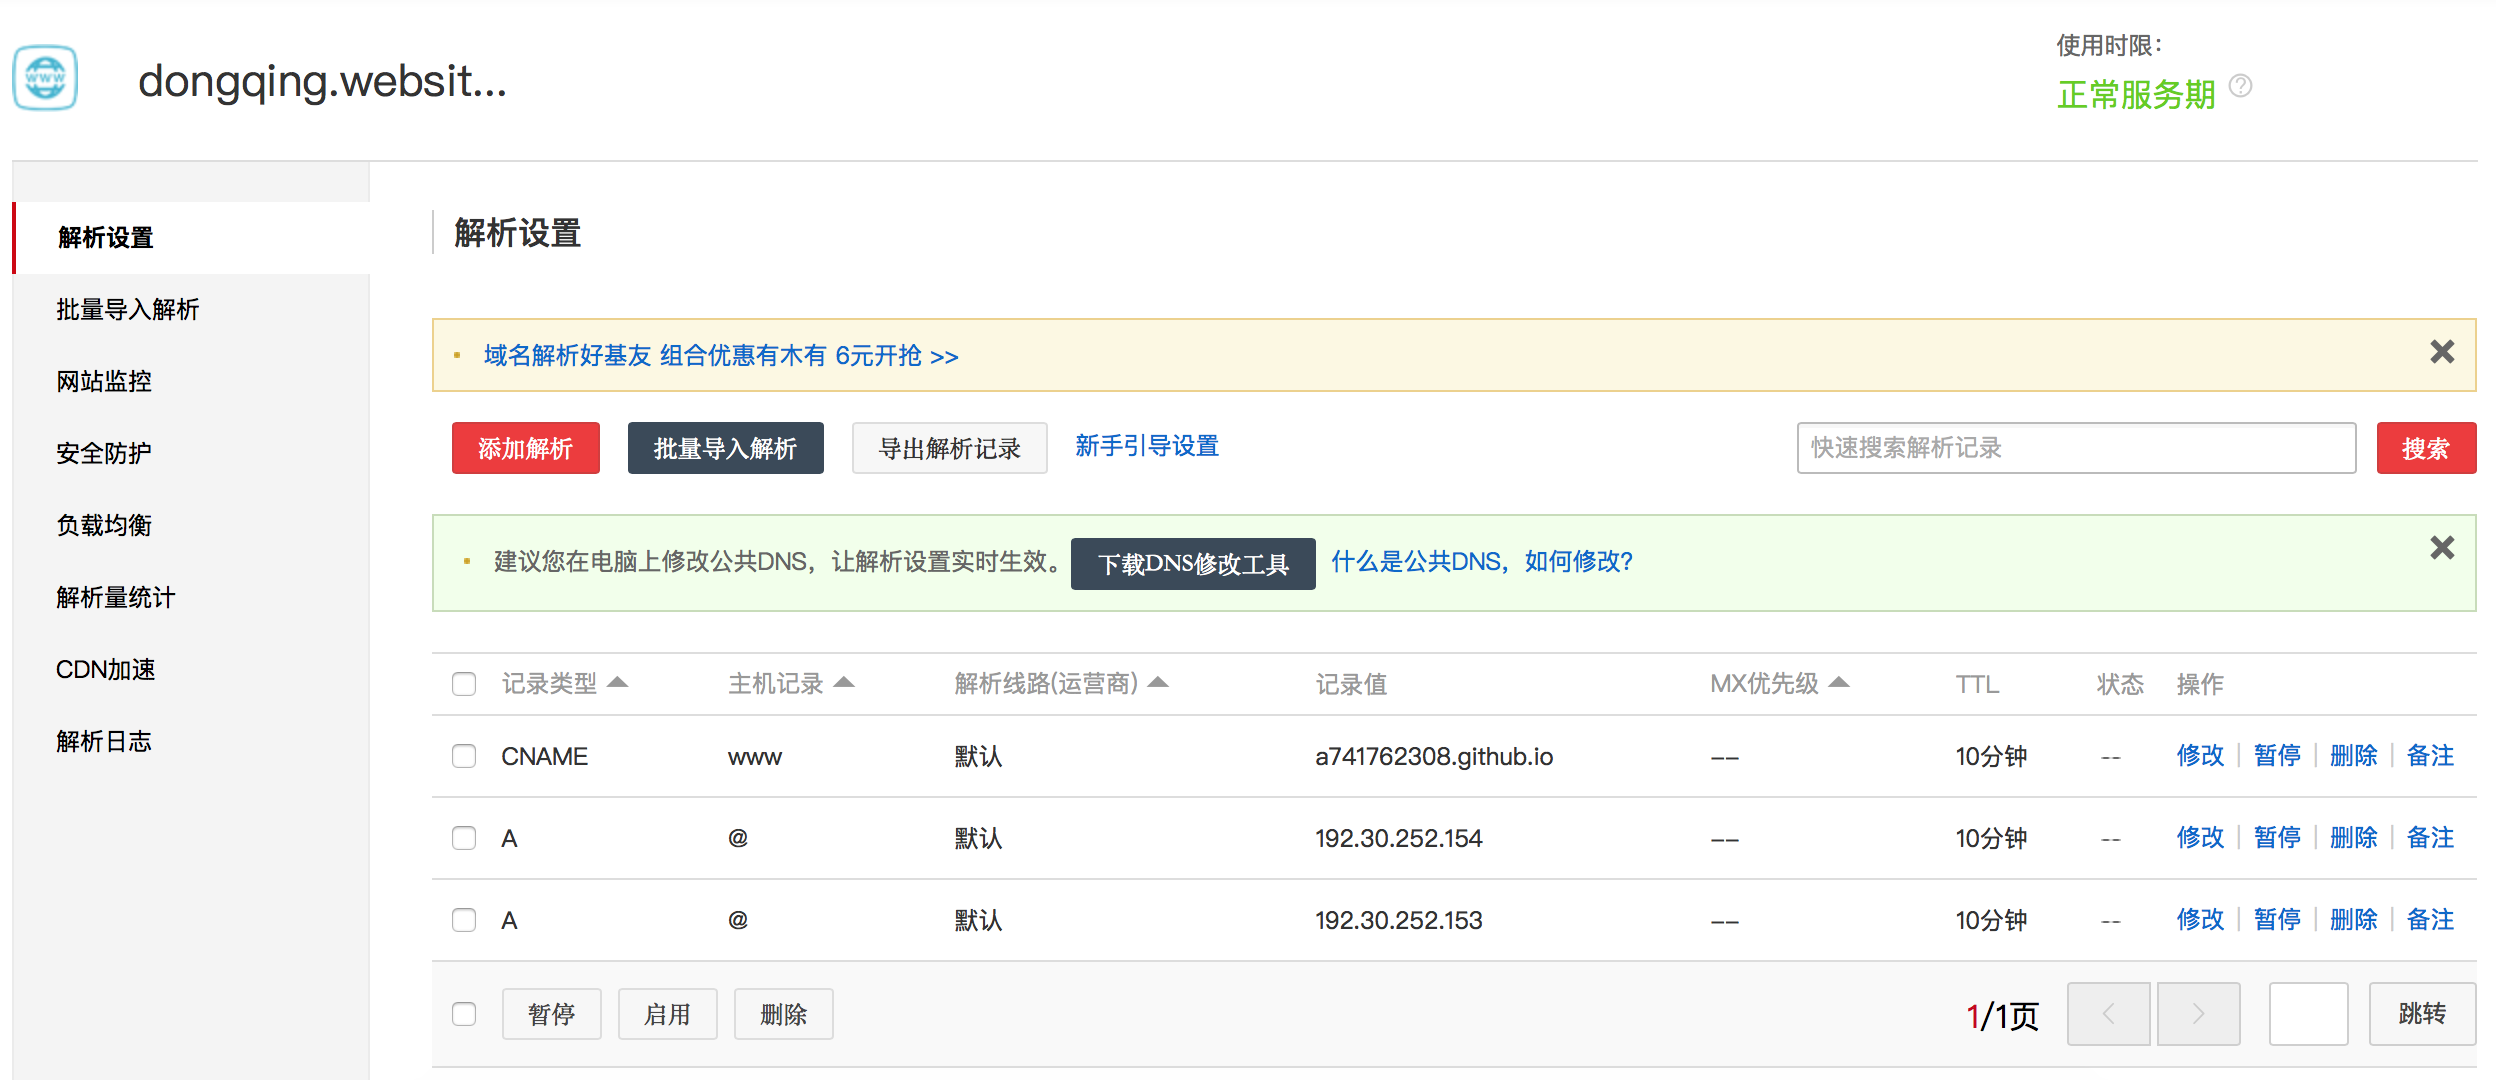 www
dongqing.websit...
使用时限：
正常服务期 ?
解析设置
批量导入解析
网站监控
安全防护
负载均衡
解析量统计
CDN加速
解析日志
解析设置
域名解析好基友 组合优惠有木有 6元开抢 >>
添加解析 批量导入解析 导出解析记录 新手引导设置 快速搜索解析记录 搜索
建议您在电脑上修改公共DNS，让解析设置实时生效。 下载DNS修改工具 什么是公共DNS，如何修改?
记录类型 主机记录 解析线路(运营商) 记录值 MX优先级 TTL 状态 操作
CNAME www 默认 a741762308.github.io -- 10分钟 -- 修改 | 暂停 | 删除 | 备注
A @ 默认 192.30.252.154 -- 10分钟 -- 修改 | 暂停 | 删除 | 备注
A @ 默认 192.30.252.153 -- 10分钟 -- 修改 | 暂停 | 删除 | 备注
暂停 启用 删除 1/1页 < > 跳转